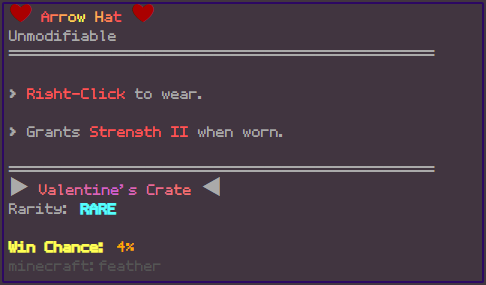 ❤ Arrow Hat ❤
Unmodifiable
> Right-Click to wear.
> Grants Strength II when worn.
▶ Valentine's Crate ◀
Rarity: RARE
Win Chance: 4%
minecraft:feather